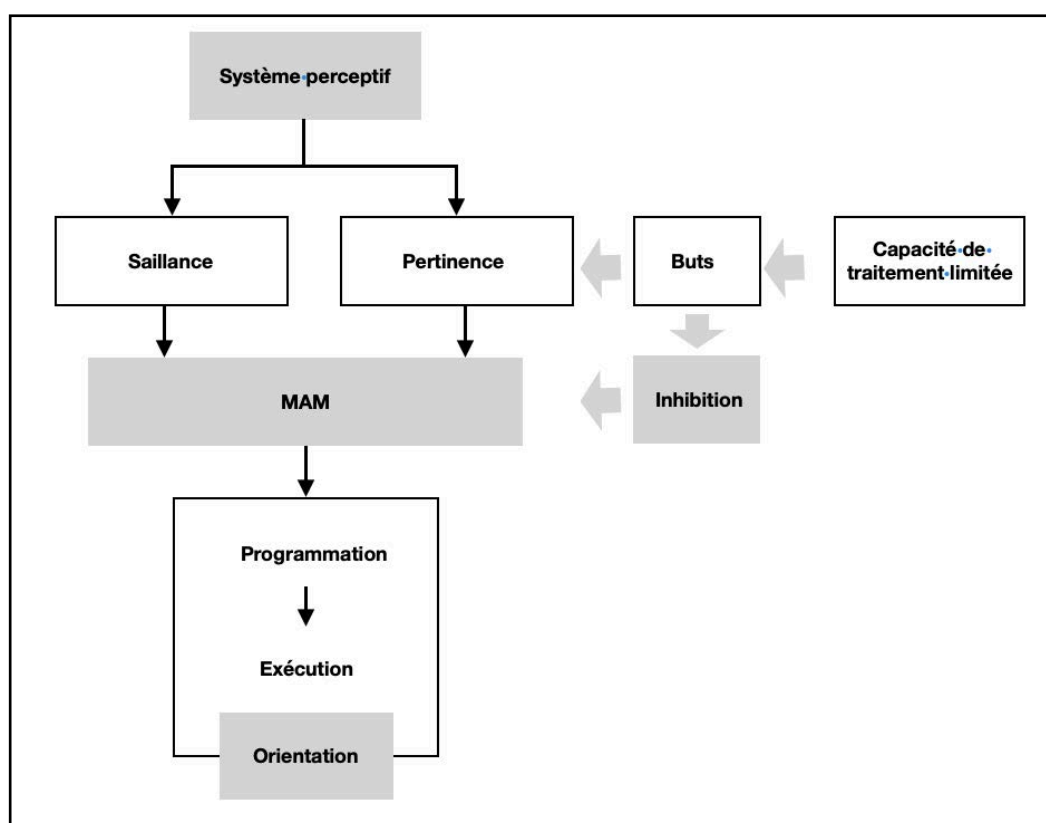 Système·perceptif
Saillance
Pertinence
Buts
Capacité·de·
traitement·limitée
MAM
Inhibition
Programmation
Exécution
Orientation